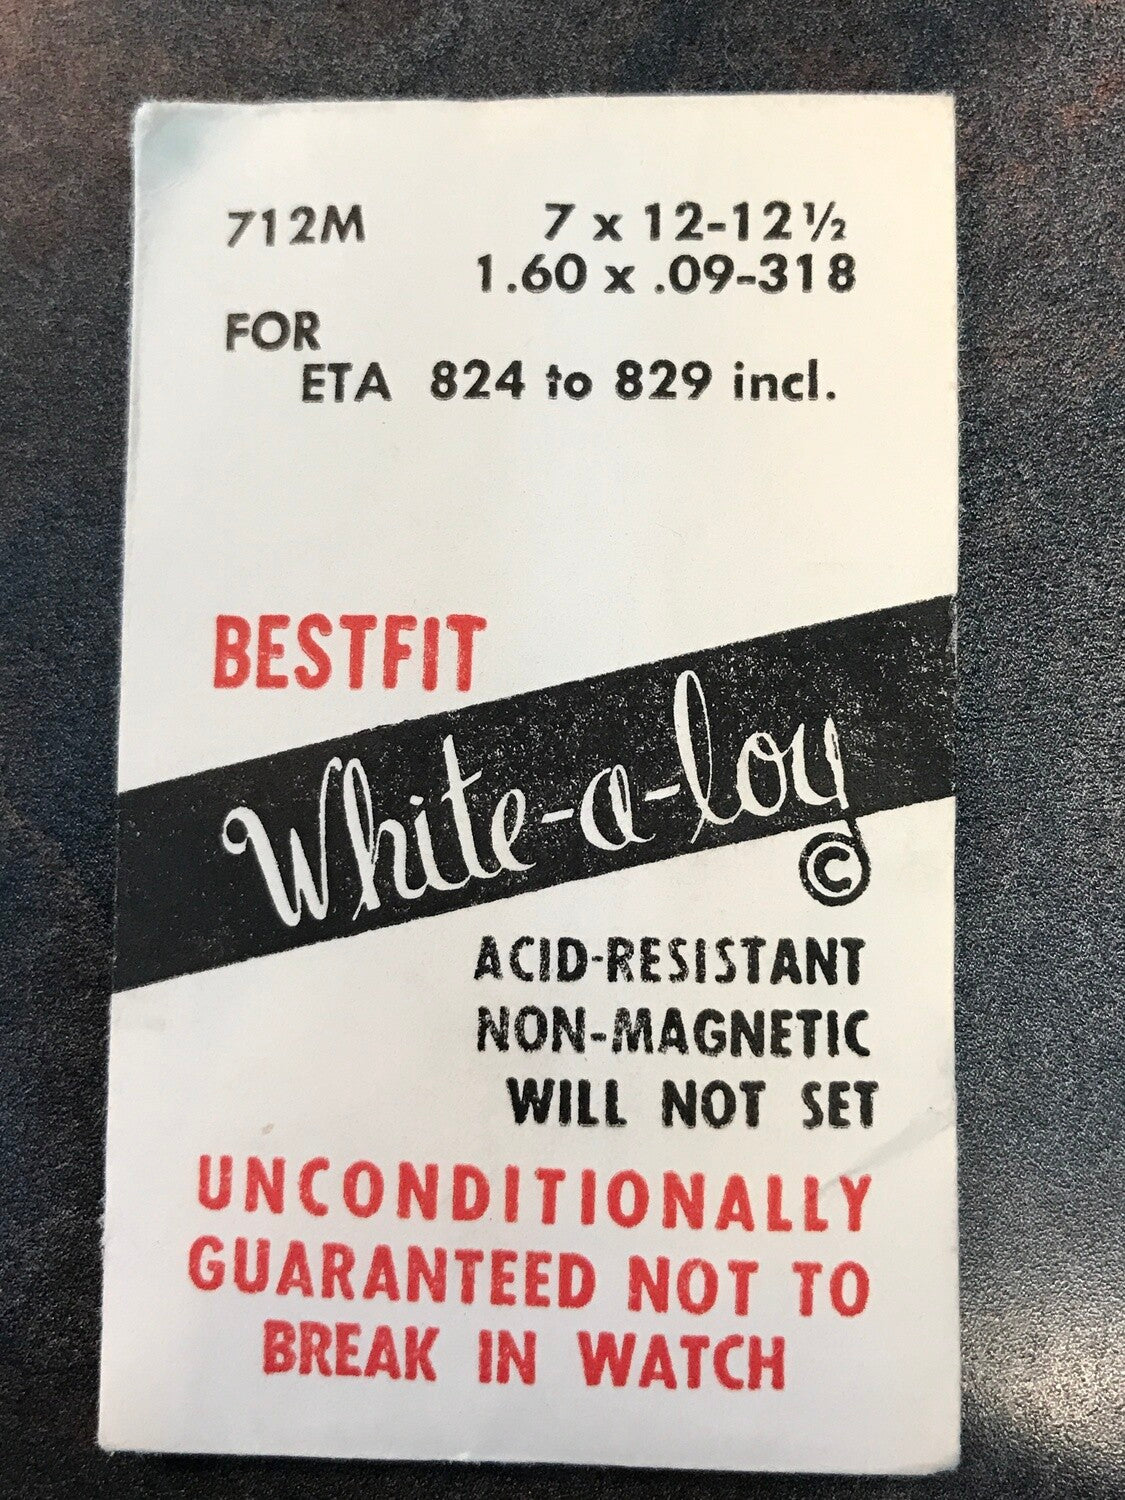 712M 7 x 12-12½
1.60 x .09-318
FOR
ETA 824 to 829 incl.
BESTFIT
White-a-loy
©
ACID-RESISTANT
NON-MAGNETIC
WILL NOT SET
UNCONDITIONALLY
GUARANTEED NOT TO
BREAK IN WATCH